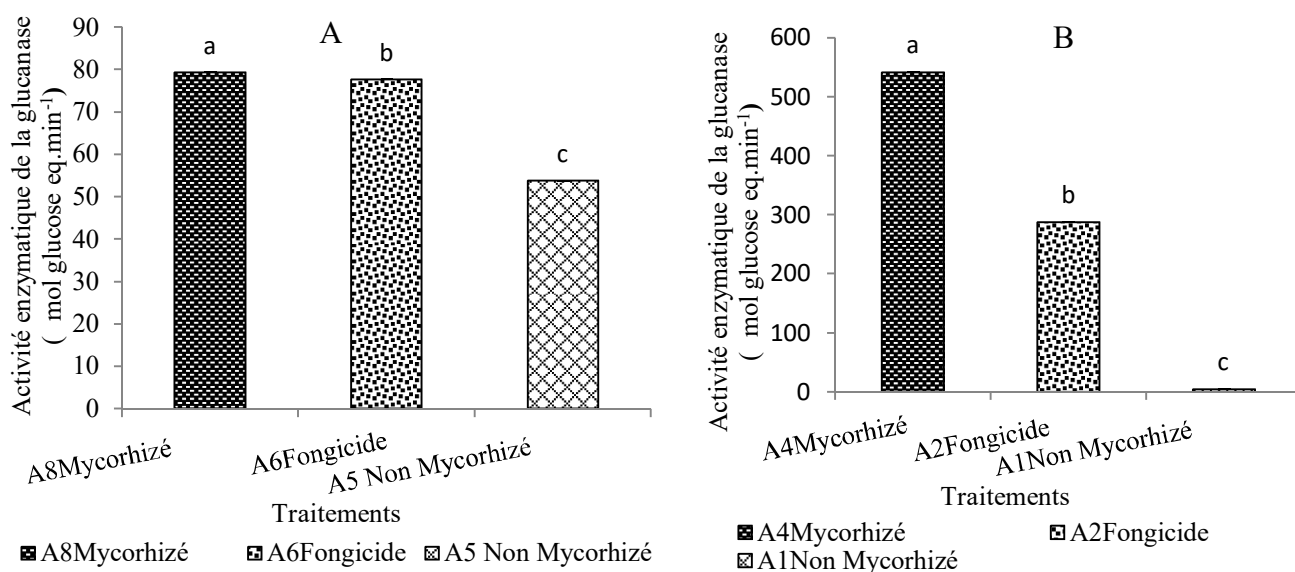 A
Activité enzymatique de la glucanase
( mol glucose eq.min-1)
90
80
70
60
50
40
30
20
10
0
a
b
c
A8Mycorhizé
A6Fongicide
A5 Non Mycorhizé
Traitements
A8Mycorhizé
A6Fongicide
A5 Non Mycorhizé
B
Activité enzymatique de la glucanase
( mol glucose eq.min-1)
600
500
400
300
200
100
0
a
b
c
A4Mycorhizé
A2Fongicide
A1Non Mycorhizé
Traitements
A4Mycorhizé
A2Fongicide
A1Non Mycorhizé